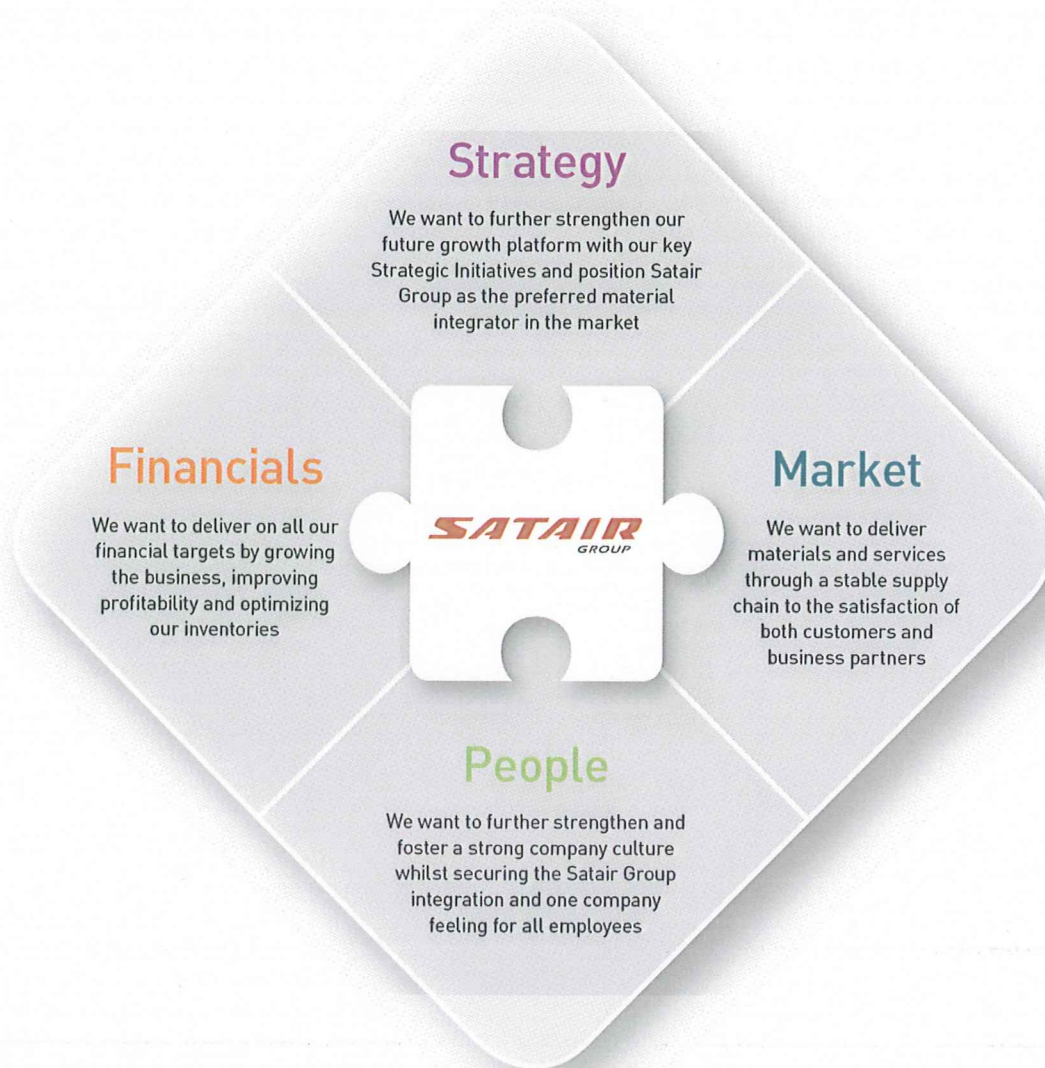 Strategy
We want to further strengthen our
future growth platform with our key
Strategic Initiatives and position Satair
Group as the preferred material
integrator in the market
Financials
We want to deliver on all our
financial targets by growing
the business, improving
profitability and optimizing
our inventories
SATAIR
GROUP
Market
We want to deliver
materials and services
through a stable supply
chain to the satisfaction of
both customers and
business partners
People
We want to further strengthen and
foster a strong company culture
whilst securing the Satair Group
integration and one company
feeling for all employees